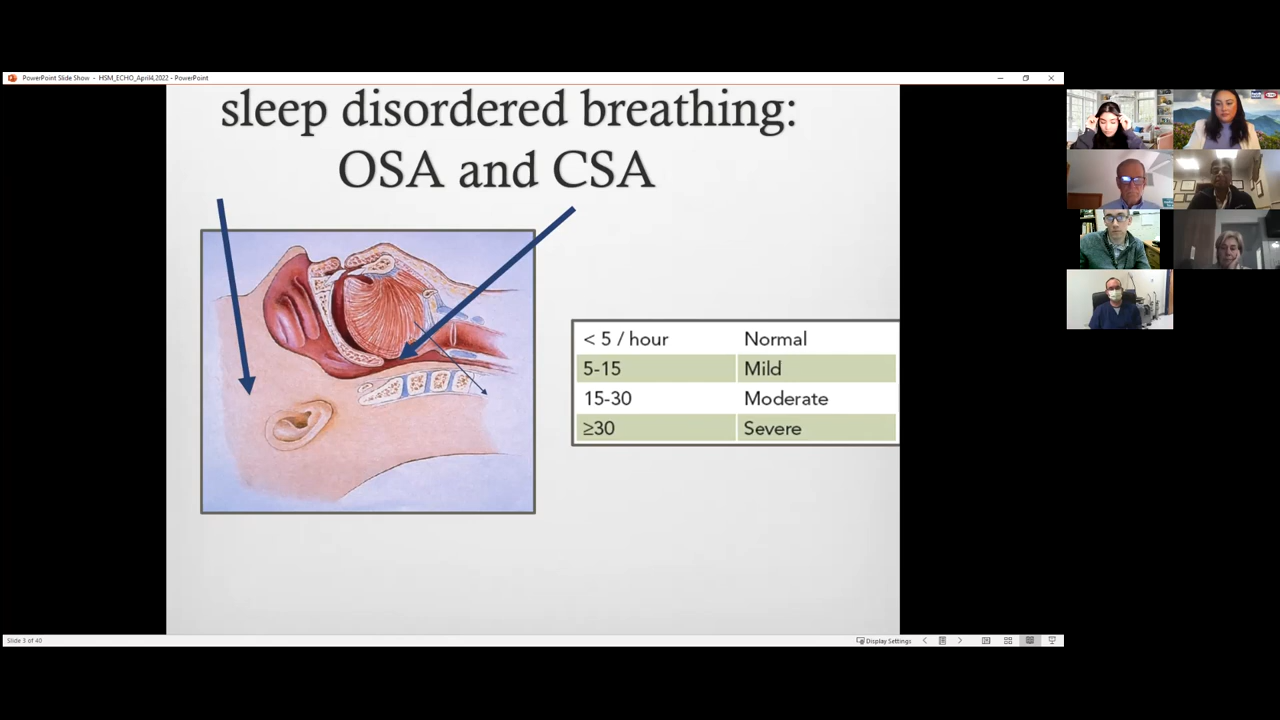 PowerPoint Slide Show - HSM_ECHO_April4,2022 - PowerPoint
sleep disordered breathing:
OSA and CSA
< 5 / hour Normal
5-15 Mild
15-30 Moderate
≥30 Severe
Slide 3 of 40
Display Settings